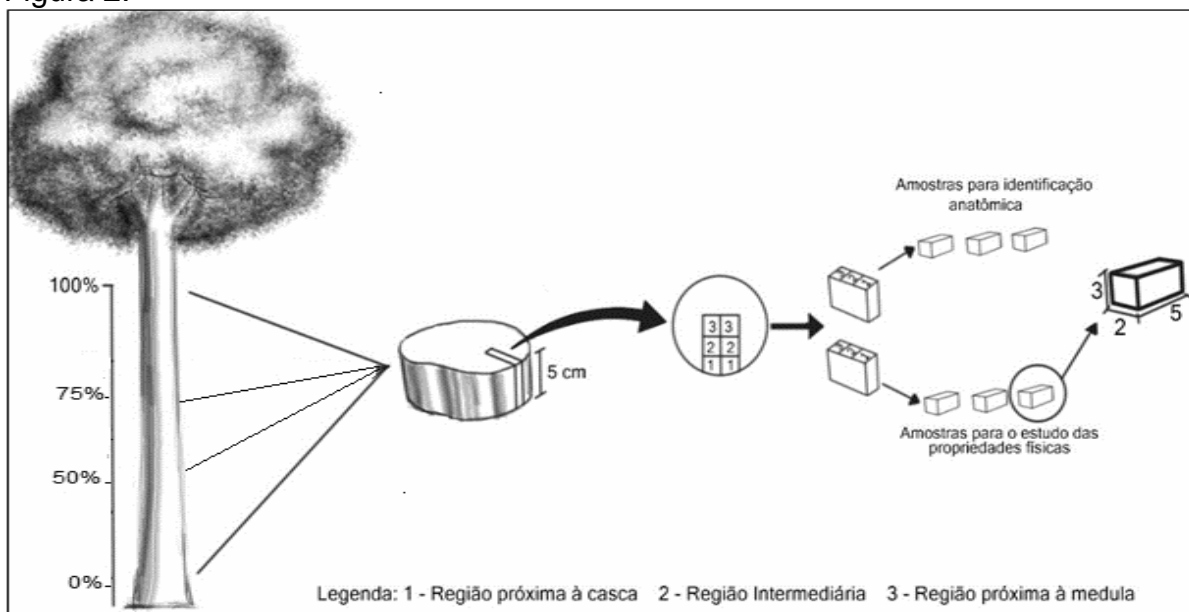 Figura 2.
100%
75%
50%
0%
5 cm
3 3
2 2
1 1
Amostras para identificação
anatômica
3
2
5
Amostras para o estudo das
propriedades físicas
Legenda: 1 - Região próxima à casca 2 - Região Intermediária 3 - Região próxima à medula